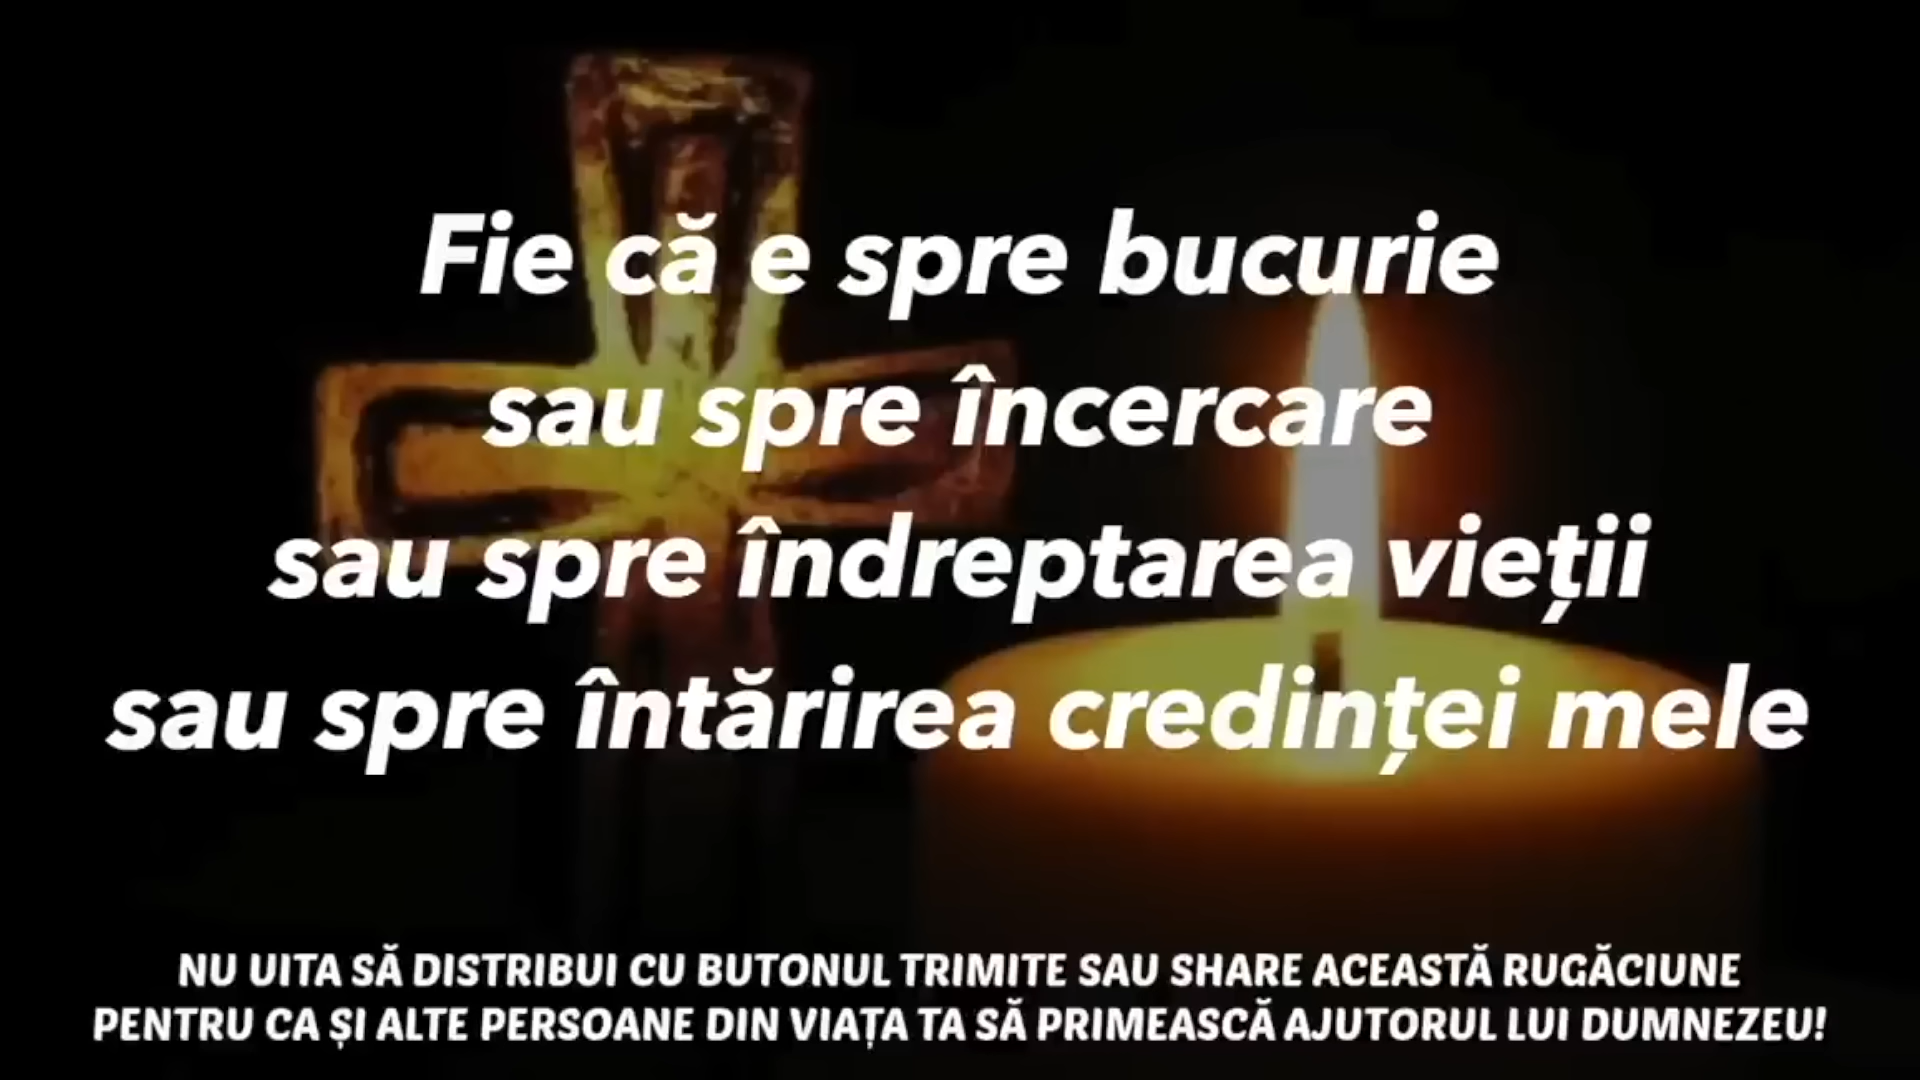 Fie că e spre bucurie
sau spre încercare
sau spre îndreptarea vieții
sau spre întărirea credinței mele
NU UITA SĂ DISTRIBUI CU BUTONUL TRIMITE SAU SHARE ACEASTĂ RUGĂCIUNE
PENTRU CA ȘI ALTE PERSOANE DIN VIAȚA TA SĂ PRIMEASCĂ AJUTORUL LUI DUMNEZEU!